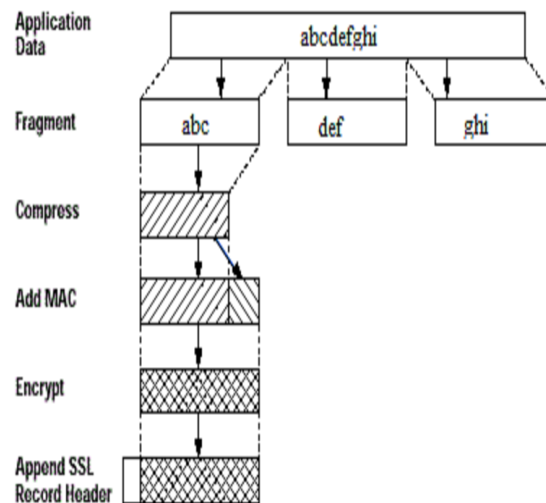 Application
Data
abcdefghi
Fragment
abc
def
ghi
Compress
Add MAC
Encrypt
Append SSL
Record Header